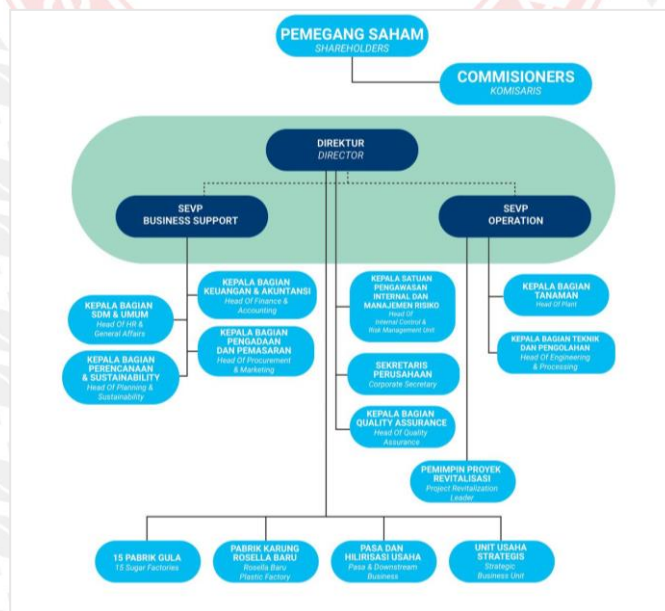 PEMEGANG SAHAM
SHAREHOLDERS
COMMISIONERS
KOMISARIS
DIREKTUR
DIRECTOR
SEVP
BUSINESS SUPPORT
SEVP
OPERATION
KEPALA BAGIAN
KEUANGAN & AKUNTANSI
Head Of Finance &
Accounting
KEPALA BAGIAN
SDM & UMUM
Head Of HR &
General Affairs
KEPALA BAGIAN
PENGADAAN
DAN PEMASARAN
Head Of Procurement
& Marketing
KEPALA BAGIAN
PERENCANAAN
& SUSTAINABILITY
Head Of Planning &
Sustainability
KEPALA SATUAN
PENGAWASAN
INTERNAL DAN
MANAJEMEN RISIKO
Head Of
Internal Control &
Risk Management Unit
SEKRETARIS
PERUSAHAAN
Corporate Secretary
KEPALA BAGIAN
QUALITY ASSURANCE
Head Of Quality
Assurance
KEPALA BAGIAN
TANAMAN
Head Of Plant
KEPALA BAGIAN TEKNIK
DAN PENGOLAHAN
Head Of Engineering
& Processing
PEMIMPIN PROYEK
REVITALISASI
Project Revitalization
Leader
15 PABRIK GULA
15 Sugar Factories
PABRIK KARUNG
ROSELLA BARU
Rosella Baru
Plastic Factory
PASA DAN
HILIRISASI USAHA
Pasa & Downstream
Business
UNIT USAHA
STRATEGIS
Strategic
Business Unit